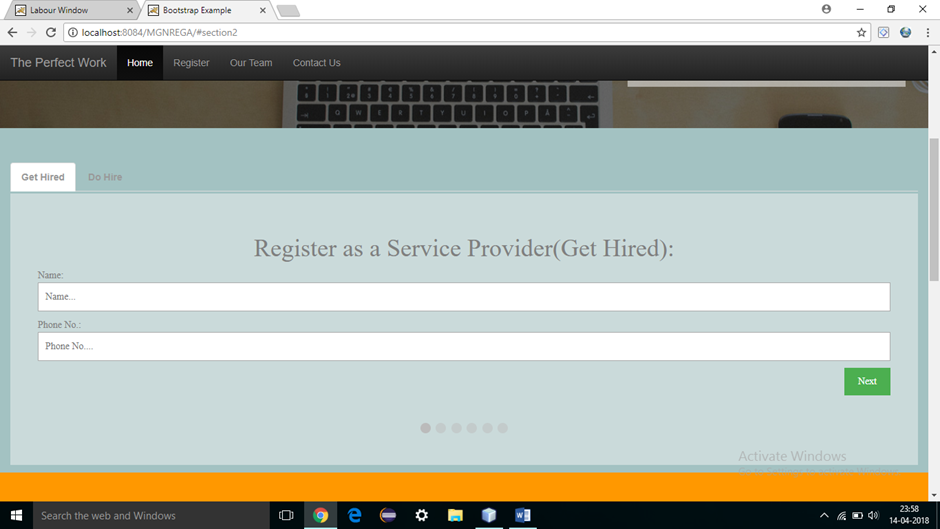 Labour Window
Bootstrap Example
localhost:8084/MGNREGA/#section2
The Perfect Work Home Register Our Team Contact Us
Q W E R T Y U I O P
Get Hired Do Hire
Register as a Service Provider(Get Hired):
Name:
Name...
Phone No.:
Phone No....
Next
Activate Windows
Search the web and Windows
23:58
14-04-2018